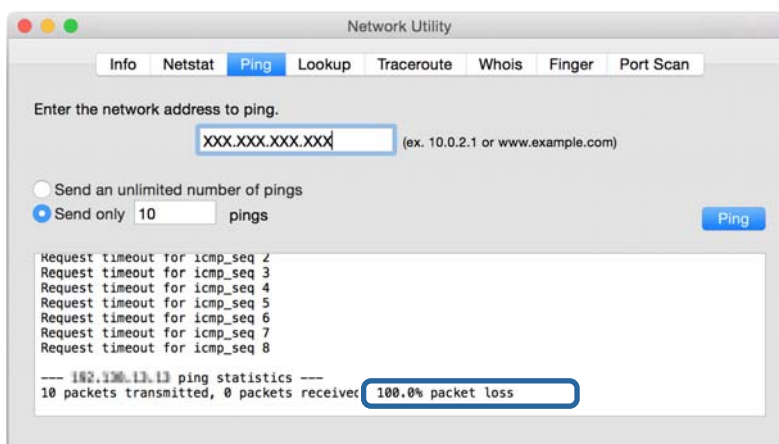 Network Utility
Info Netstat Ping Lookup Traceroute Whois Finger Port Scan
Enter the network address to ping.
XXX.XXX.XXX.XXX (ex. 10.0.2.1 or www.example.com)
Send an unlimited number of pings
Send only 10 pings
Ping
Request timeout for icmp_seq 2
Request timeout for icmp_seq 3
Request timeout for icmp_seq 4
Request timeout for icmp_seq 5
Request timeout for icmp_seq 6
Request timeout for icmp_seq 7
Request timeout for icmp_seq 8
--- ping statistics ---
10 packets transmitted, 0 packets received 100.0% packet loss